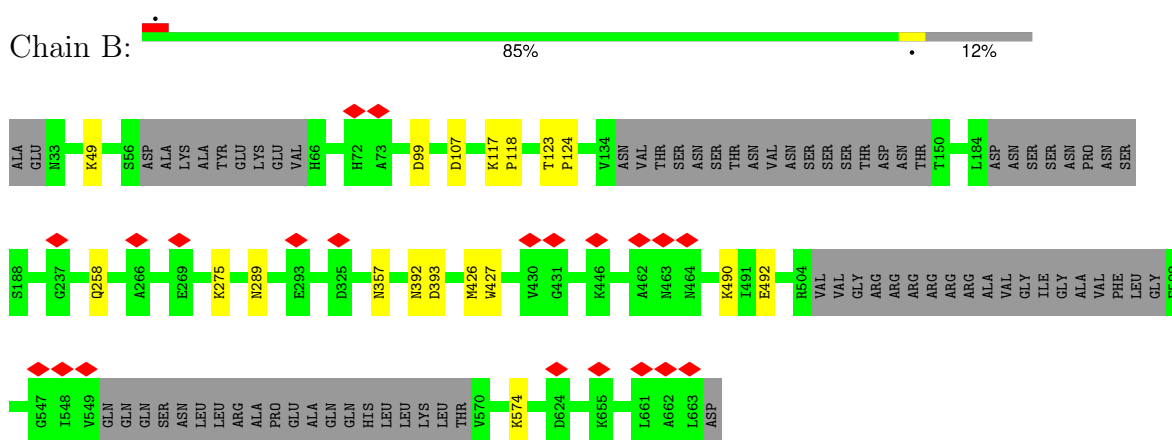 Chain B:
85%
12%
ALA GLU N33 K49 S56 ASP ALA LYS ALA TYR GLU LYS GLU VAL H66 H72 A73 D99 D107 K117 P118 T123 P124 V134 ASN VAL THR SER ASN SER THR ASN VAL ASN SER SER SER THR ASP ASN THR T150 L184 ASP ASN SER SER ASN PRO ASN SER
S188 G237 Q258 A266 E269 K275 N289 E293 D325 N357 N392 D393 M426 W427 V430 G431 K446 A462 N463 N464 K490 I491 E492 R504 VAL VAL GLY ARG ARG ARG ARG ARG ARG ALA VAL GLY ILE GLY ALA VAL PHE LEU GLY
G547 I548 V549 GLN GLN GLN SER ASN LEU LEU ARG ALA PRO GLU ALA GLN GLN HIS LEU LEU LYS LEU THR V570 K574 D624 K655 L661 A662 L663 ASP